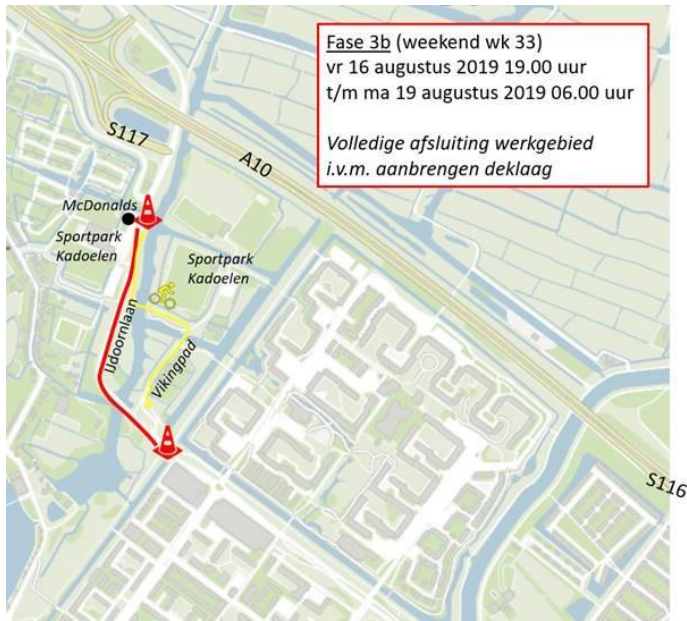 Fase 3b (weekend wk 33)
vr 16 augustus 2019 19.00 uur
t/m ma 19 augustus 2019 06.00 uur
Volledige afsluiting werkgebied
i.v.m. aanbrengen deklaag
S117
A10
McDonalds
Sportpark
Kadoelen
Sportpark
Kadoelen
IJdoornlaan
Vikingpad
S116